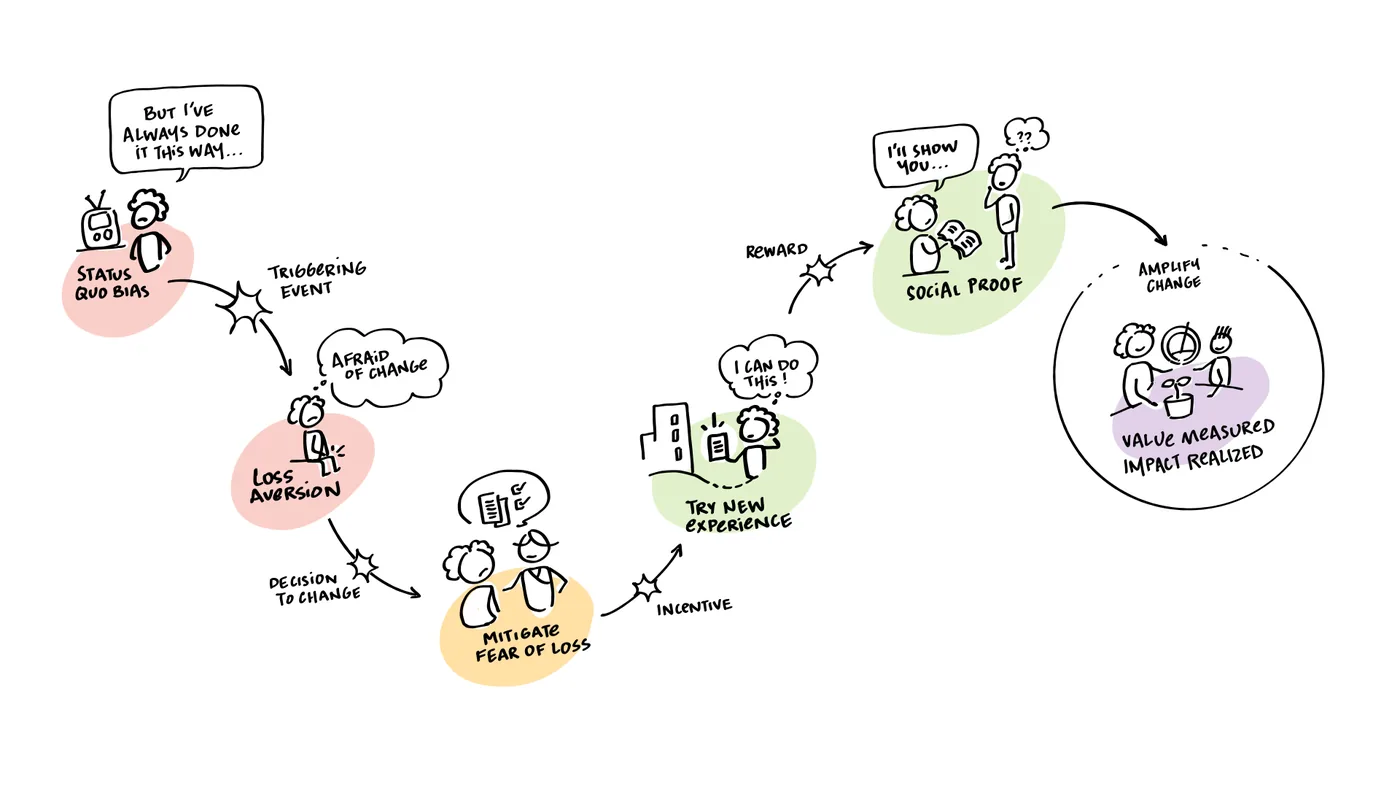 BUT I'VE
ALWAYS DONE
IT THIS WAY...
STATUS
QUO BIAS
TRIGGERING
EVENT
AFRAID
OF CHANGE
LOSS
AVERSION
DECISION
TO CHANGE
MITIGATE
FEAR OF LOSS
INCENTIVE
I CAN DO
THIS!
TRY NEW
EXPERIENCE
REWARD
I'll SHOW
YOU...
??
SOCIAL PROOF
AMPLIFY
CHANGE
VALUE MEASURED
IMPACT REALIZED